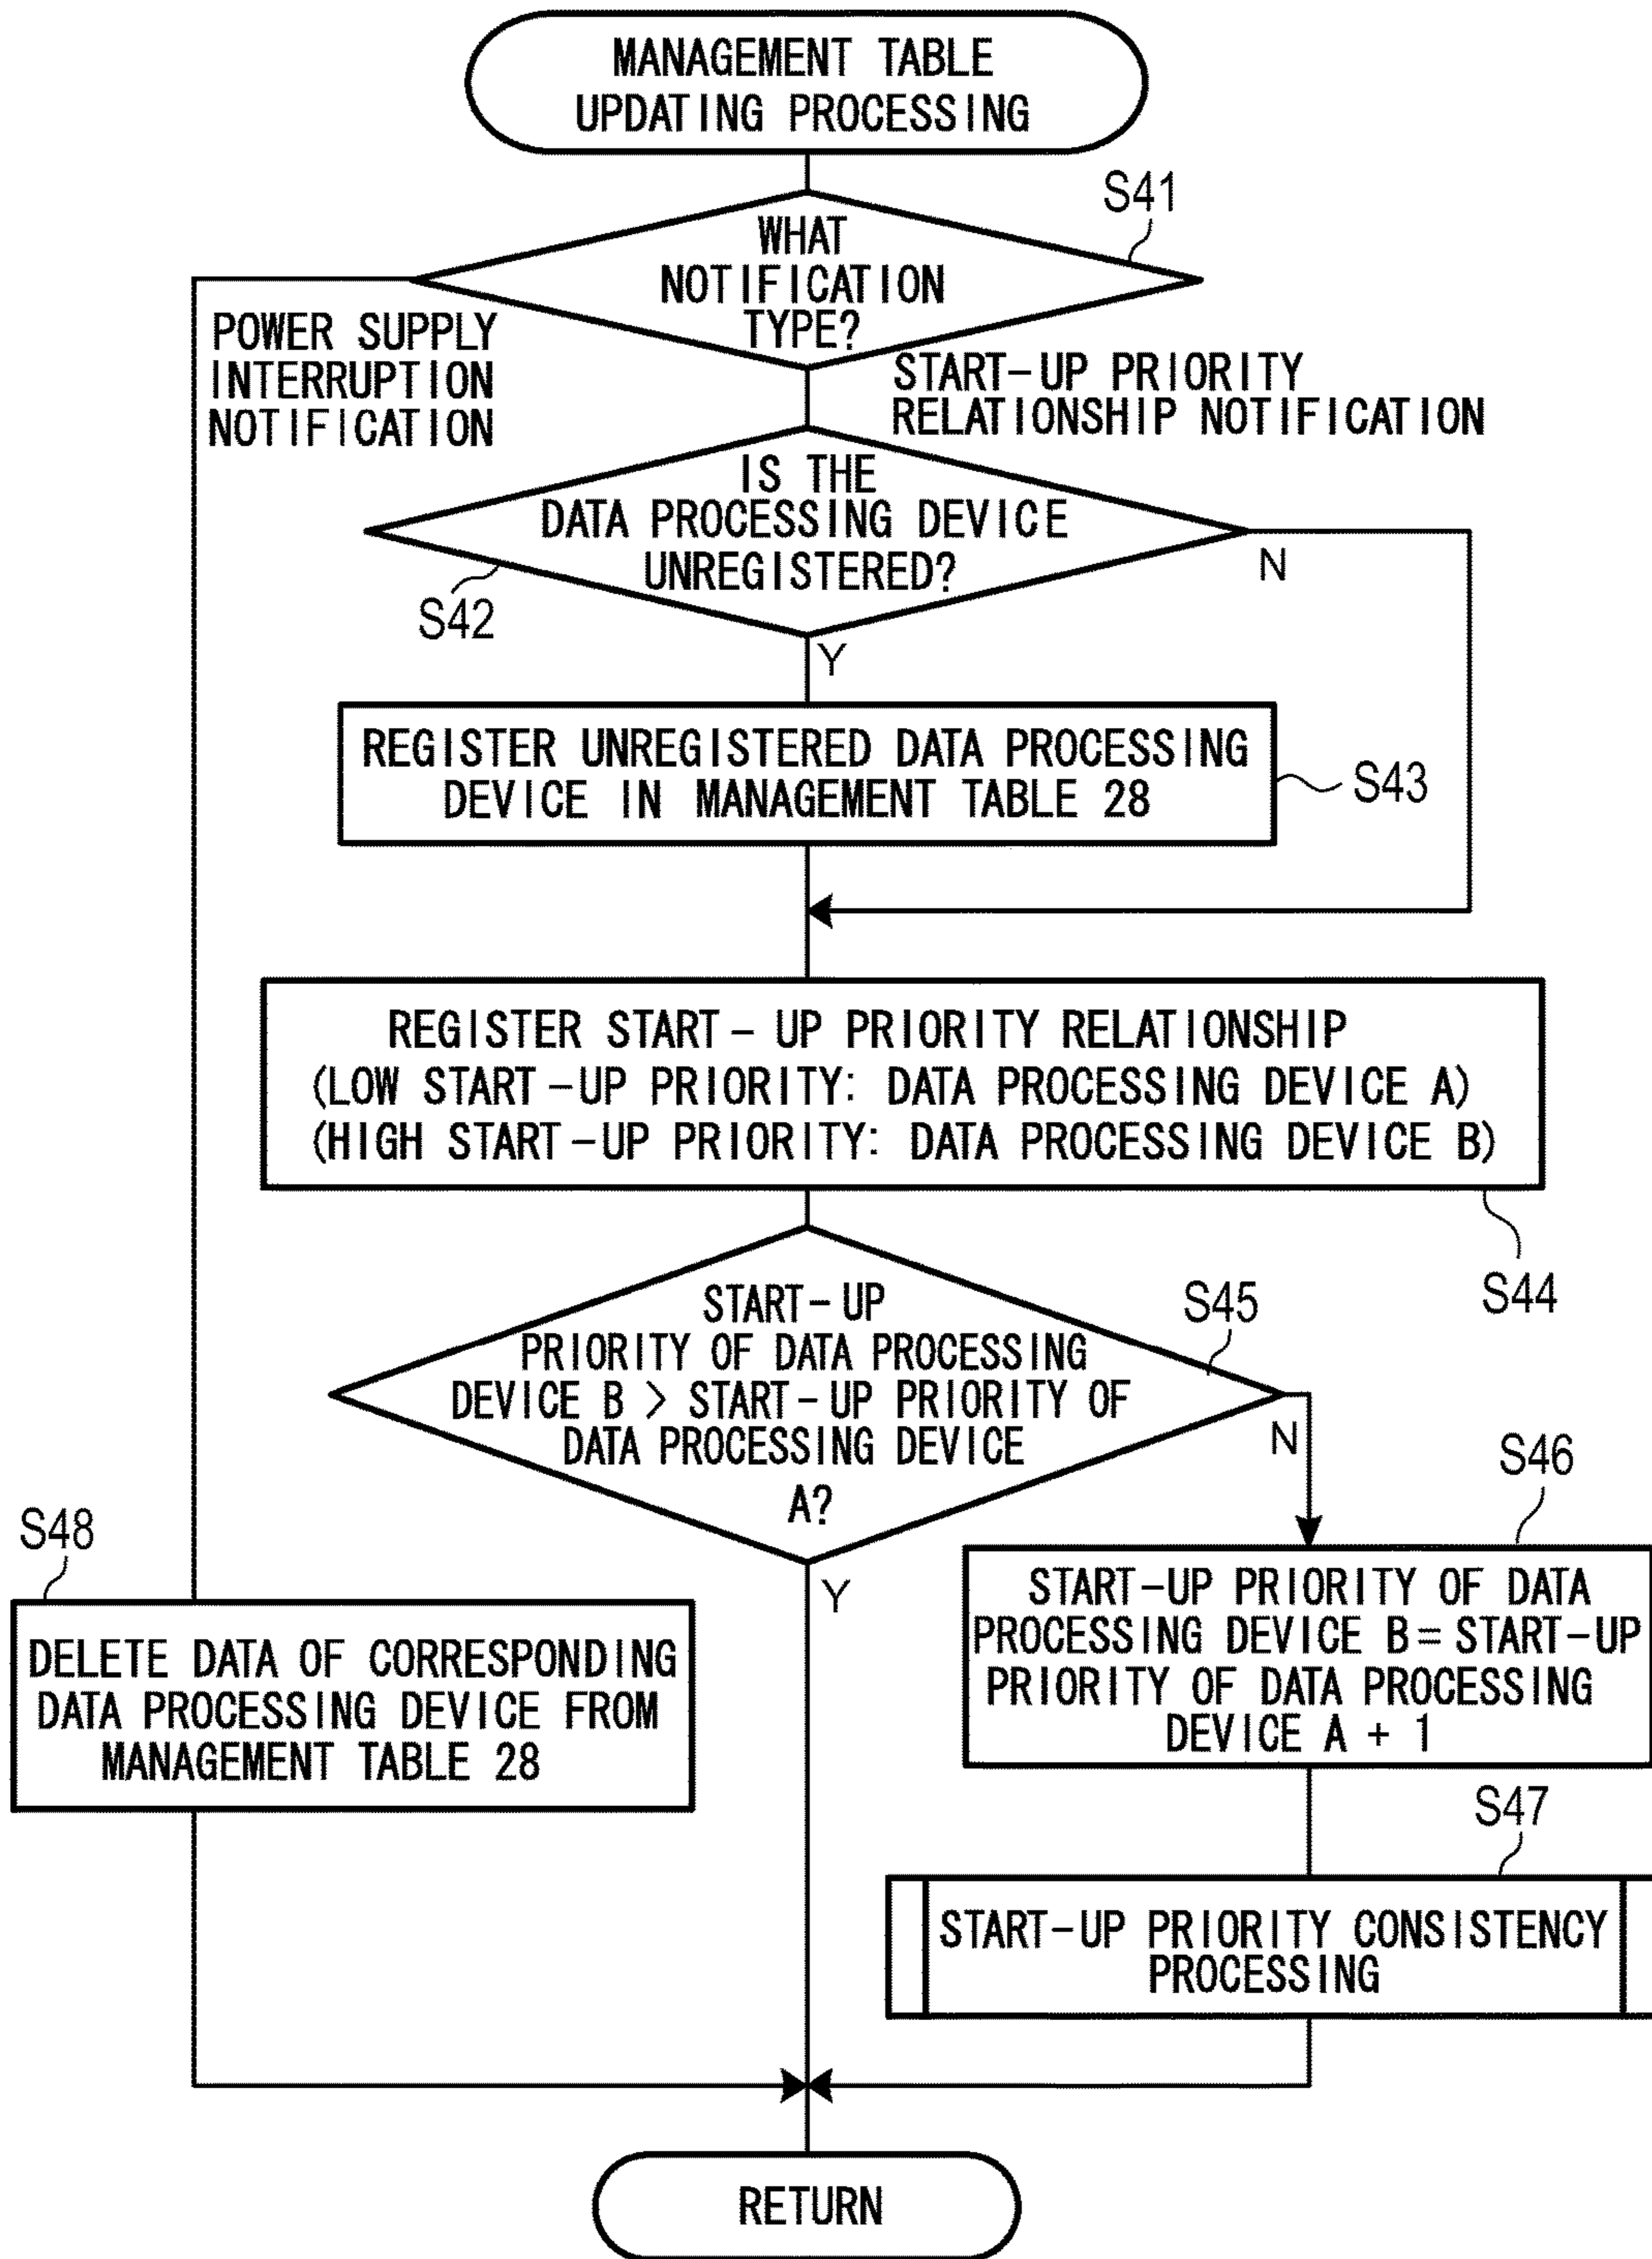 MANAGEMENT TABLE
UPDATING PROCESSING
S41
WHAT
NOTIFICATION
TYPE?
POWER SUPPLY
INTERRUPTION
NOTIFICATION
START-UP PRIORITY
RELATIONSHIP NOTIFICATION
IS THE
DATA PROCESSING DEVICE
UNREGISTERED?
N
S42
Y
REGISTER UNREGISTERED DATA PROCESSING
DEVICE IN MANAGEMENT TABLE 28
S43
REGISTER START-UP PRIORITY RELATIONSHIP
(LOW START-UP PRIORITY: DATA PROCESSING DEVICE A)
(HIGH START-UP PRIORITY: DATA PROCESSING DEVICE B)
S44
START-UP
PRIORITY OF DATA PROCESSING
DEVICE B > START-UP PRIORITY OF
DATA PROCESSING DEVICE
A?
S45
N
Y
S46
START-UP PRIORITY OF DATA
PROCESSING DEVICE B = START-UP
PRIORITY OF DATA PROCESSING
DEVICE A + 1
S48
DELETE DATA OF CORRESPONDING
DATA PROCESSING DEVICE FROM
MANAGEMENT TABLE 28
S47
START-UP PRIORITY CONSISTENCY
PROCESSING
RETURN